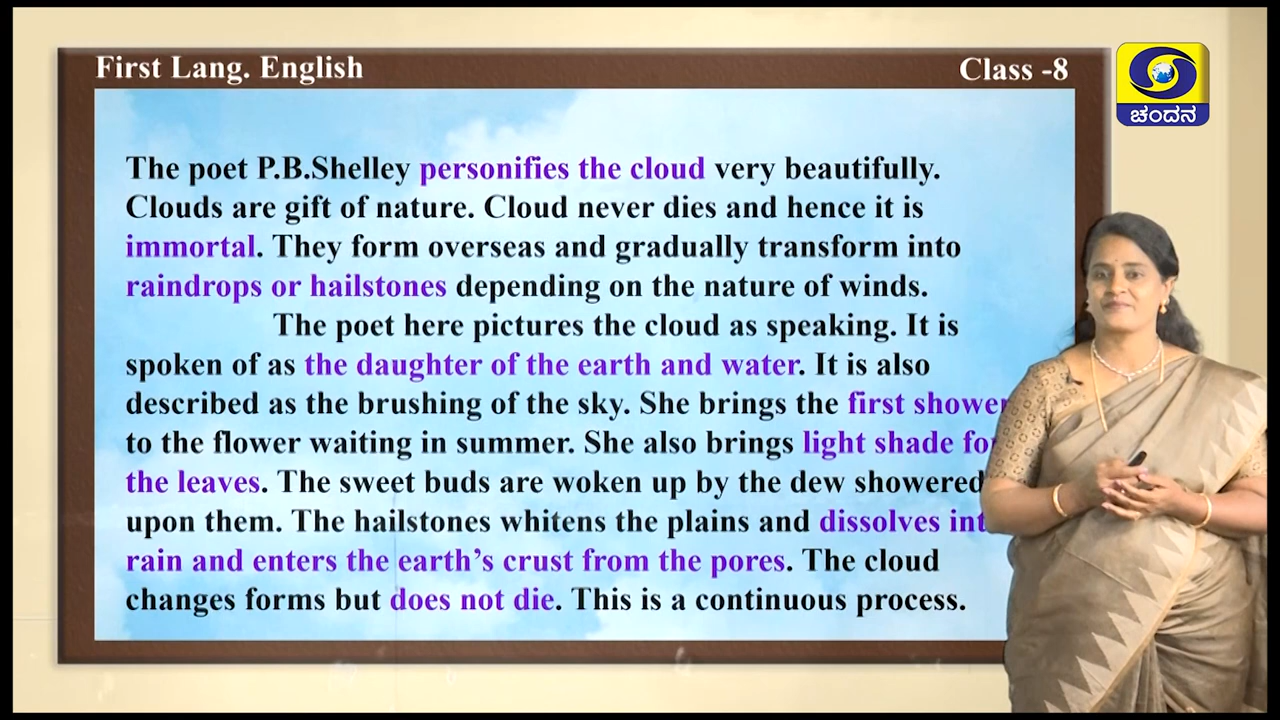 First Lang. English
Class -8
ಚಂದನ
The poet P.B.Shelley personifies the cloud very beautifully.
Clouds are gift of nature. Cloud never dies and hence it is
immortal. They form overseas and gradually transform into
raindrops or hailstones depending on the nature of winds.
The poet here pictures the cloud as speaking. It is
spoken of as the daughter of the earth and water. It is also
described as the brushing of the sky. She brings the first shower
to the flower waiting in summer. She also brings light shade for
the leaves. The sweet buds are woken up by the dew showered
upon them. The hailstones whitens the plains and dissolves int
rain and enters the earth's crust from the pores. The cloud
changes forms but does not die. This is a continuous process.